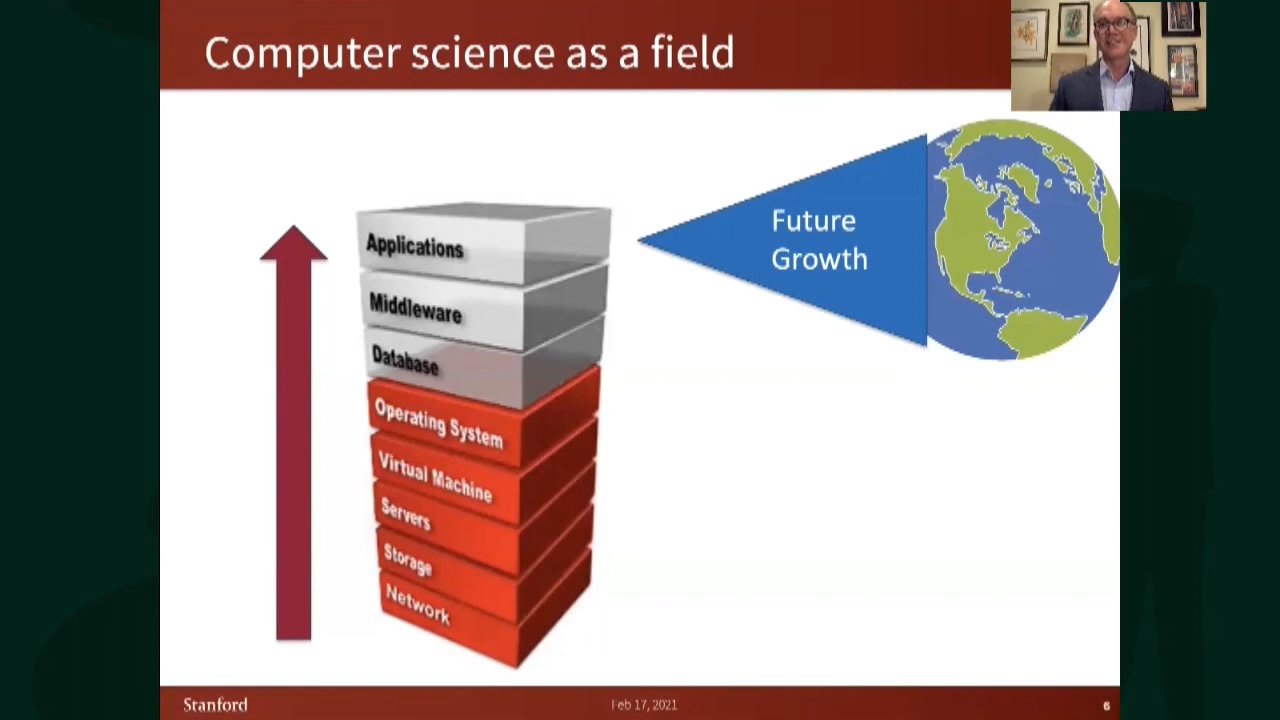 Computer science as a field
Applications
Middleware
Database
Operating System
Virtual Machine
Servers
Storage
Network
Future
Growth
Stanford
Feb 17, 2021
6